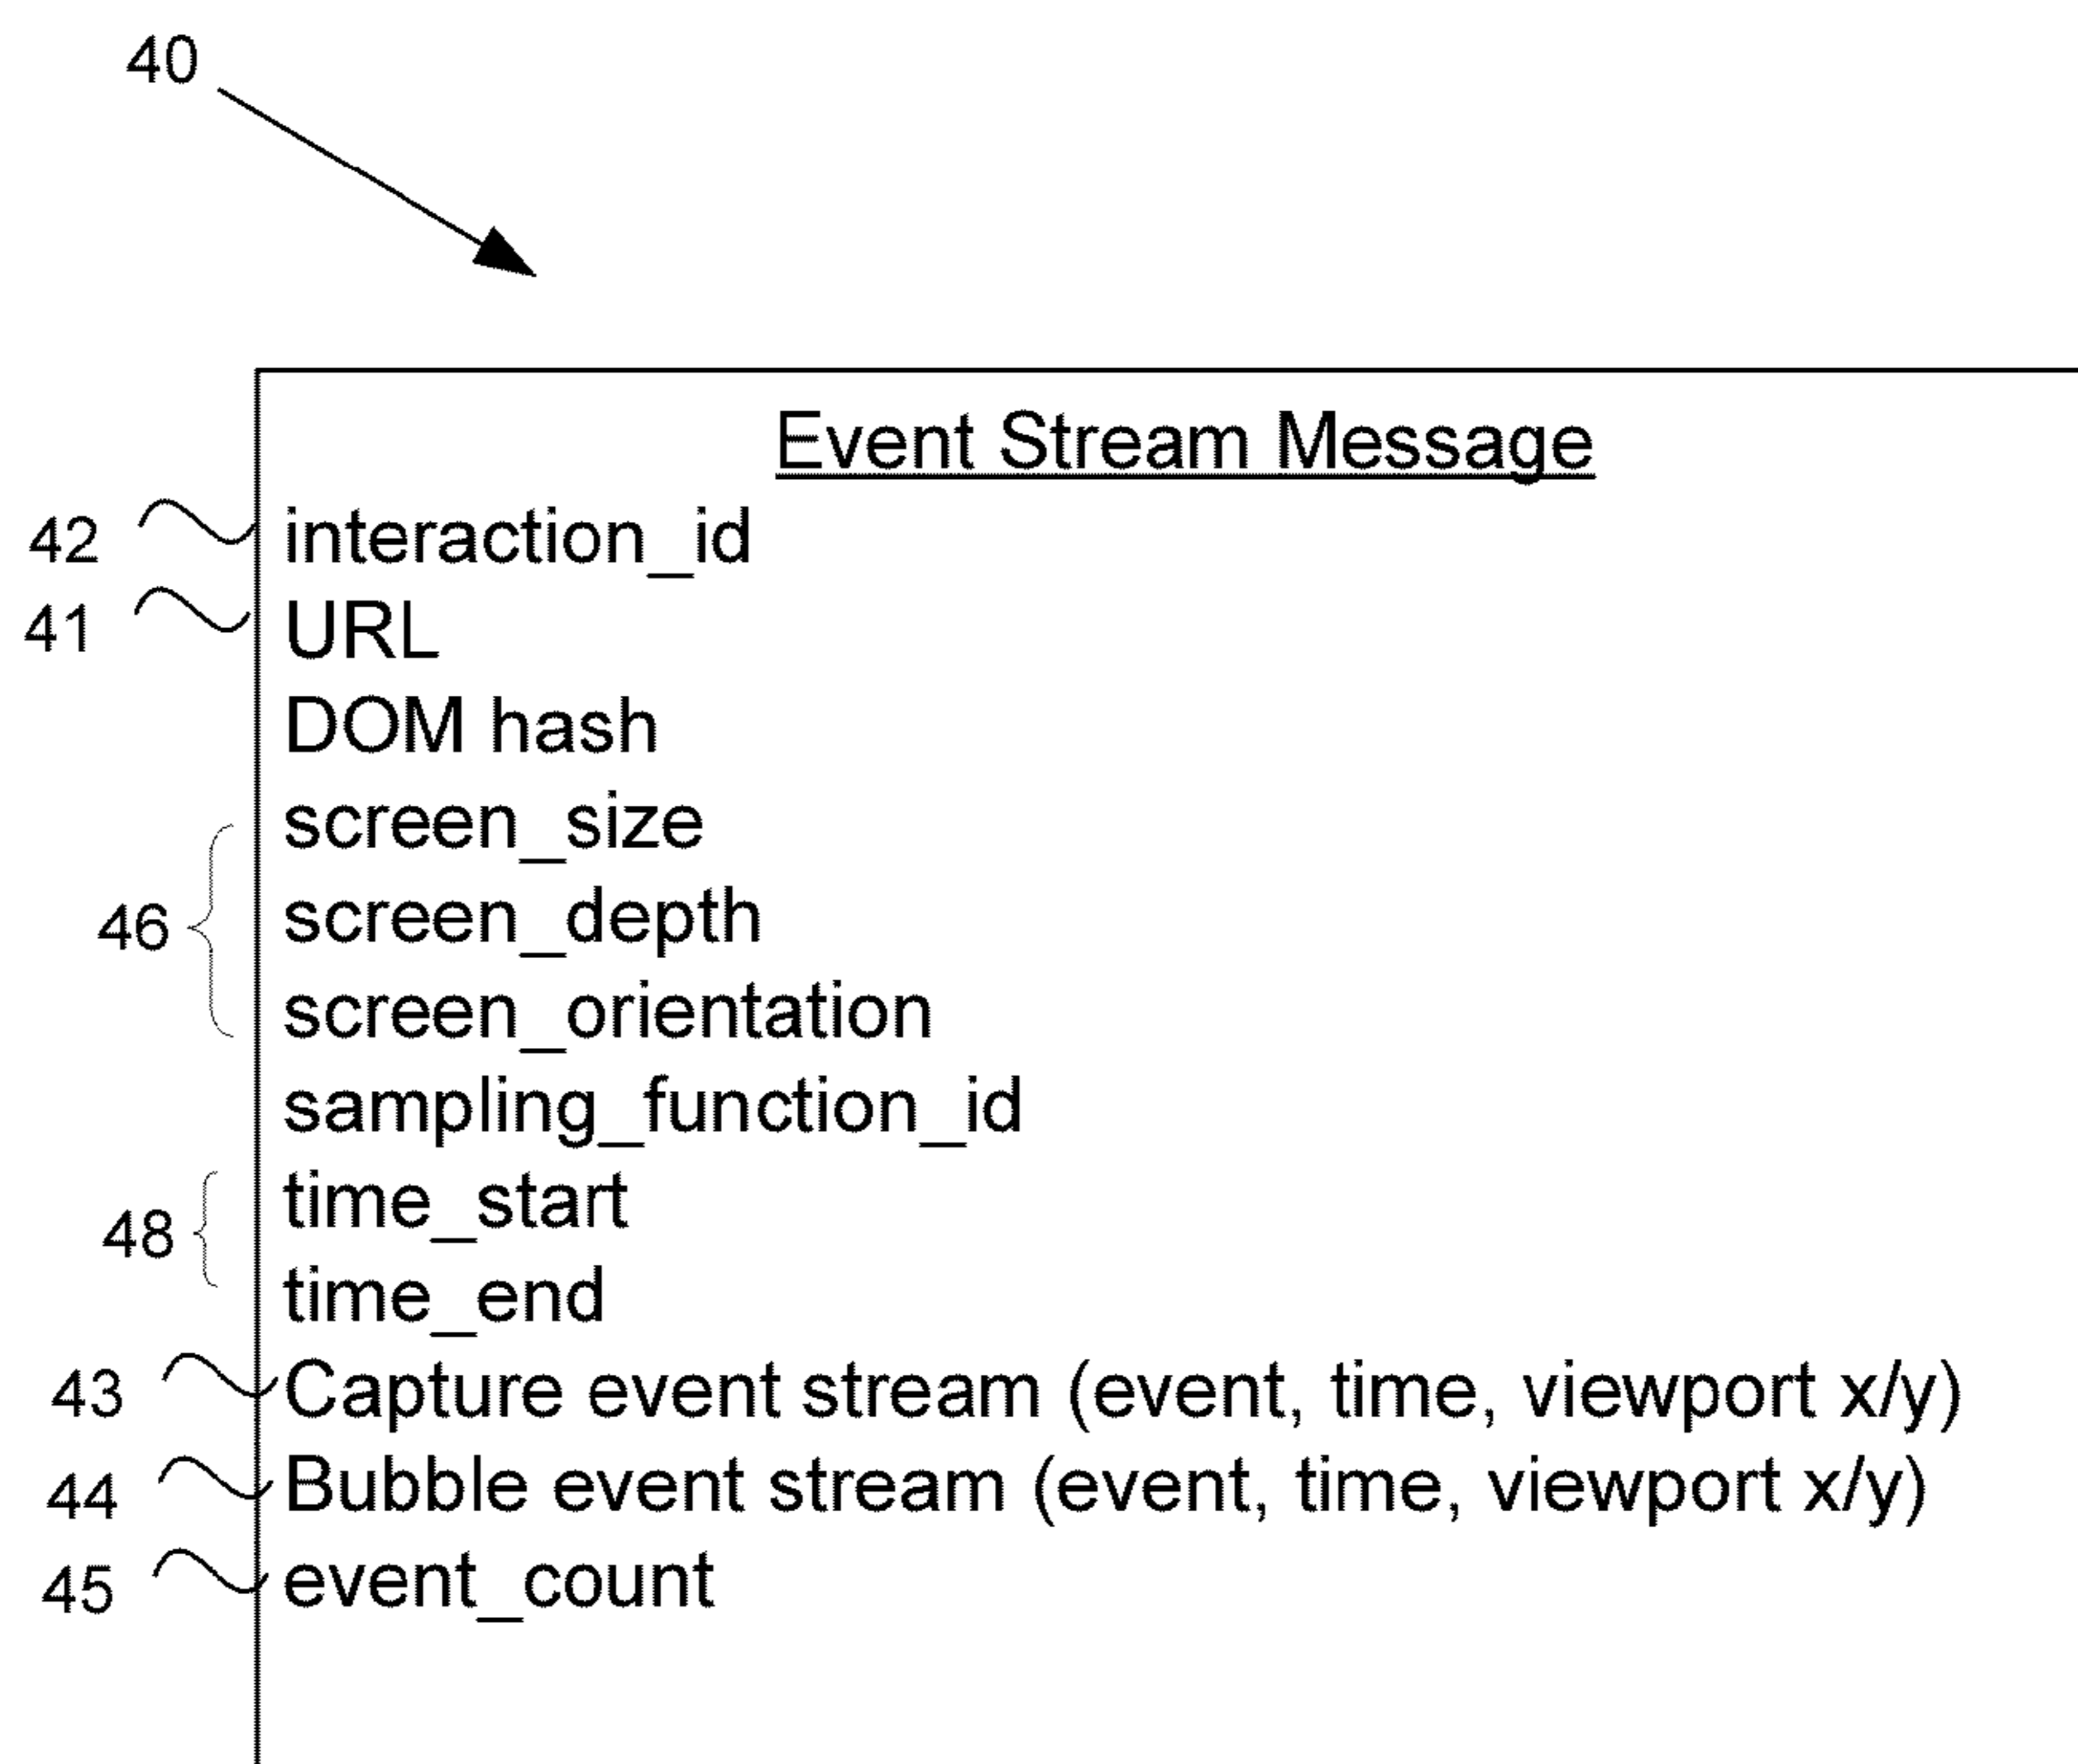 40
Event Stream Message
42 interaction_id
41 URL
DOM hash
screen_size
46 screen_depth
screen_orientation
sampling_function_id
48 time_start
time_end
43 Capture event stream (event, time, viewport x/y)
44 Bubble event stream (event, time, viewport x/y)
45 event_count